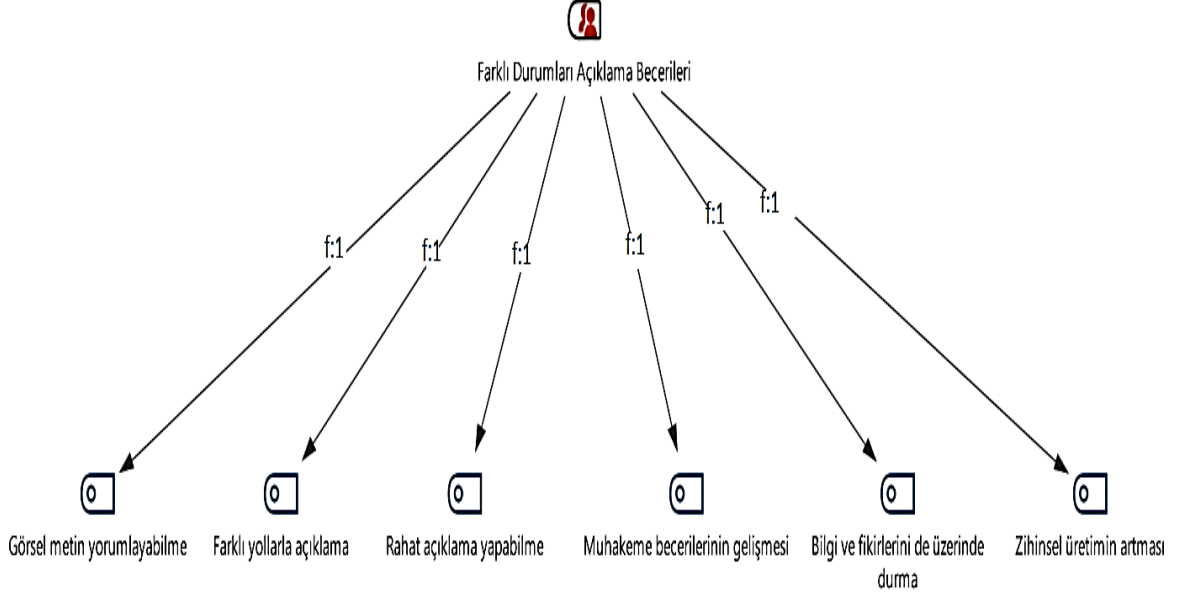 Farklı Durumları Açıklama Becerileri
f:1
f:1
f:1
f:1
f:1
f:1
Görsel metin yorumlayabilme
Farklı yollarla açıklama
Rahat açıklama yapabilme
Muhakeme becerilerinin gelişmesi
Bilgi ve fikirlerini de üzerinde
durma
Zihinsel üretimin artması